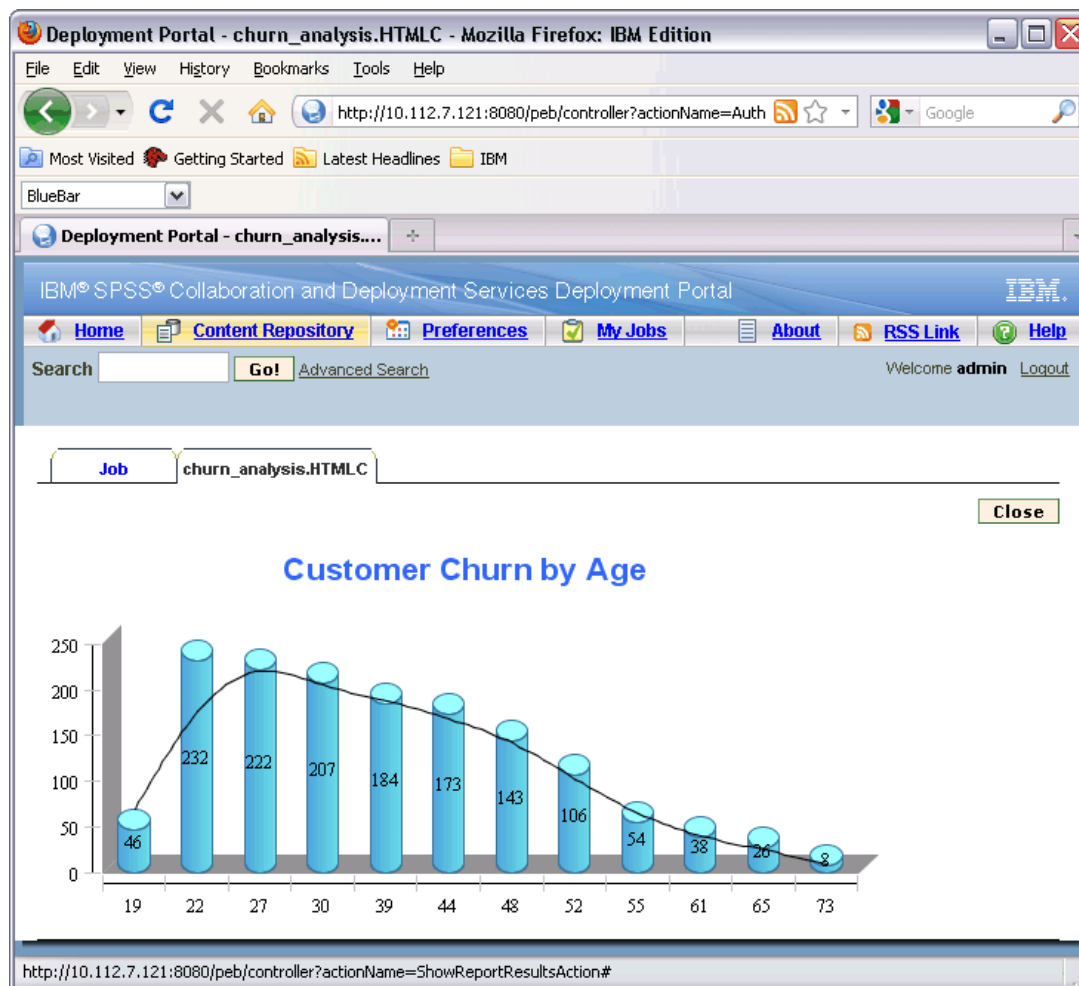 Deployment Portal - churn_analysis.HTMLC - Mozilla Firefox: IBM Edition
File Edit View History Bookmarks Tools Help
http://10.112.7.121:8080/peb/controller?actionName=Auth Google
Most Visited Getting Started Latest Headlines IBM
BlueBar
Deployment Portal - churn_analysis....
IBM® SPSS® Collaboration and Deployment Services Deployment Portal IBM.
Home Content Repository Preferences My Jobs About RSS Link Help
Search Go! Advanced Search Welcome admin Logout
Job churn_analysis.HTMLC
Close
Customer Churn by Age
250
200
150
100
50
0
46 232 222 207 184 173 143 106 54 38 26 8
19 22 27 30 39 44 48 52 55 61 65 73
http://10.112.7.121:8080/peb/controller?actionName=ShowReportResultsAction#